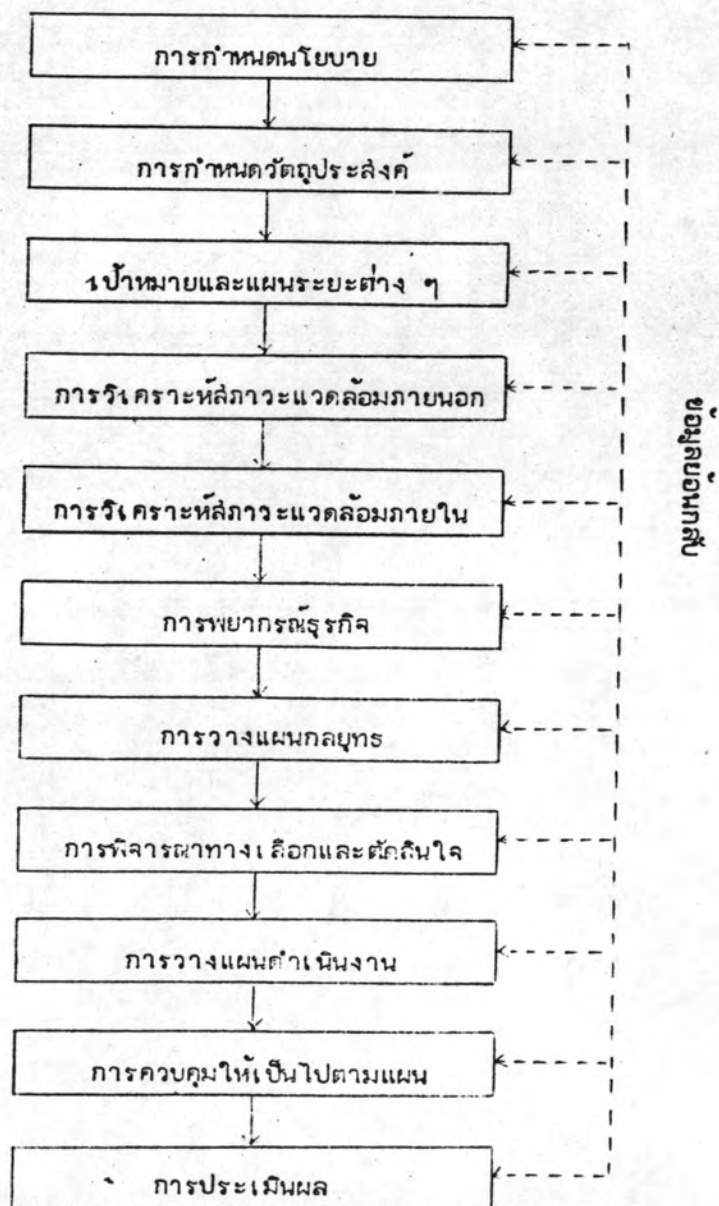 การกำหนดนโยบาย
การกำหนดวัตถุประสงค์
เป้าหมายและแผนระยะต่าง ๆ
การวิเคราะห์สภาวะแวดล้อมภายนอก
การวิเคราะห์สภาวะแวดล้อมภายใน
การพยากรณ์ธุรกิจ
การวางแผนกลยุทธ
การพิจารณาทางเลือกและตัดสินใจ
การวางแผนดำเนินงาน
การควบคุมให้เป็นไปตามแผน
การประเมินผล
ข้อมูลย้อนกลับ